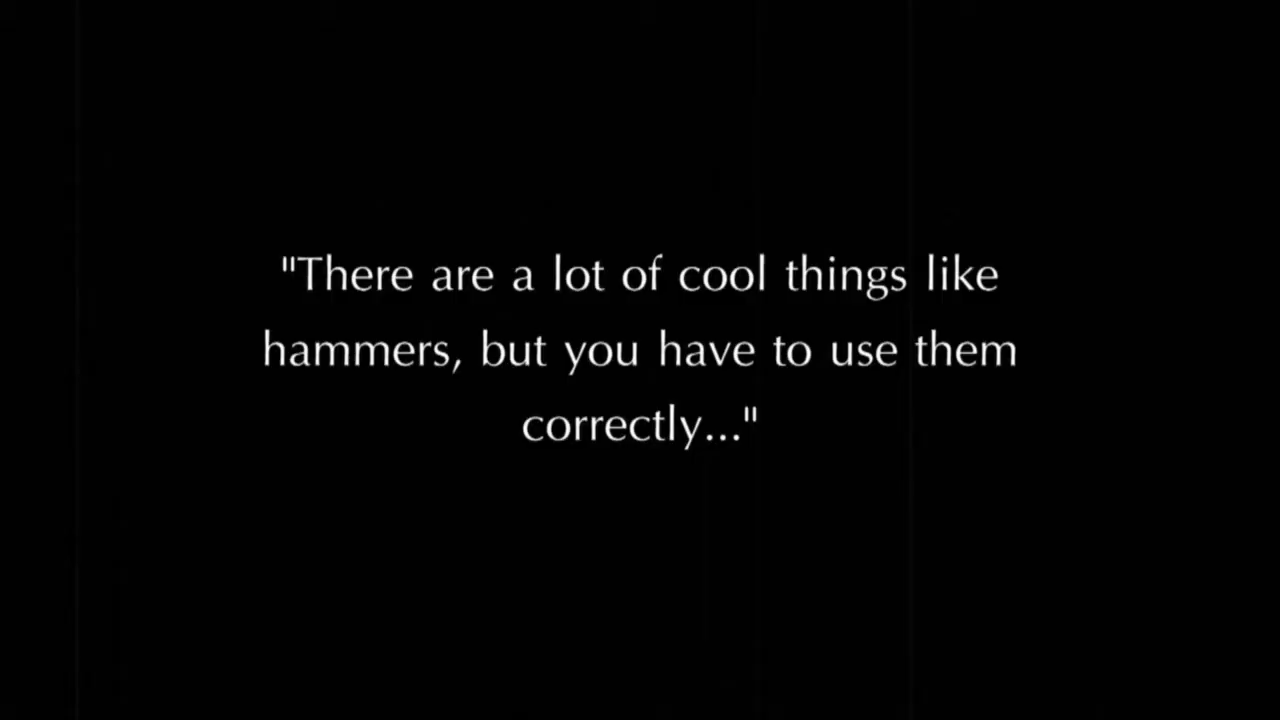 "There are a lot of cool things like
hammers, but you have to use them
correctly..."